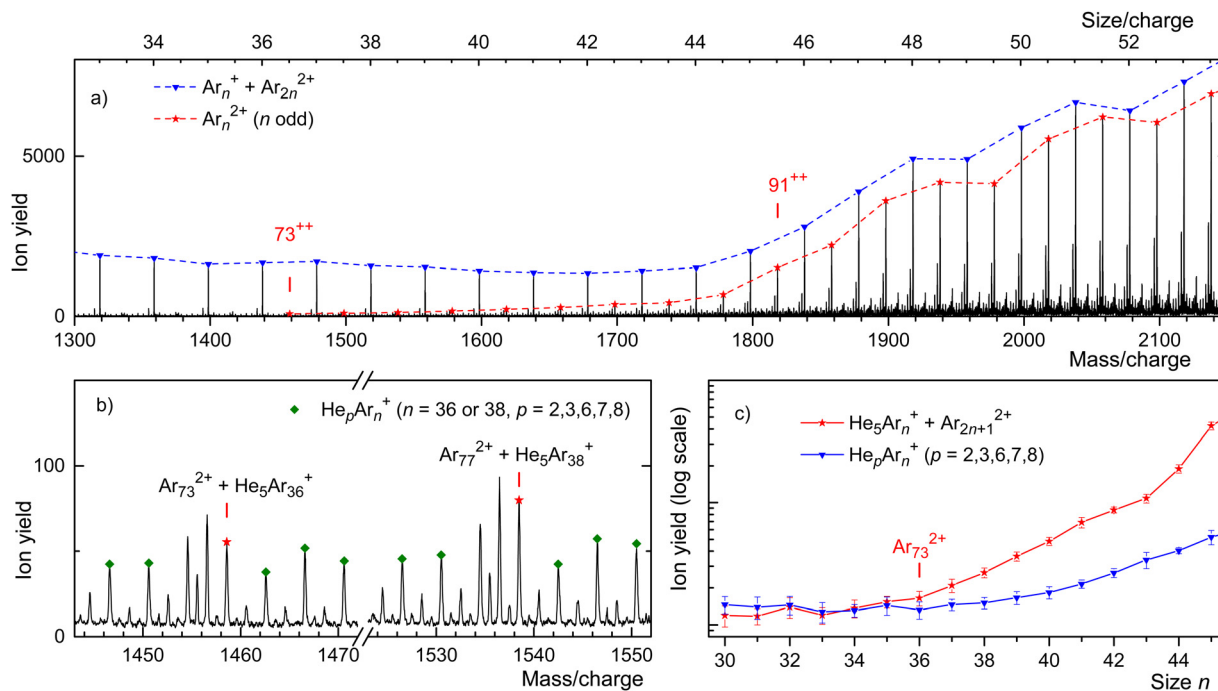 Size/charge
34 36 38 40 42 44 46 48 50 52
a)
Arₙ⁺ + Ar₂ₙ²⁺
Arₙ²⁺ (n odd)
Ion yield
5000
0
73⁺⁺
91⁺⁺
1300 1400 1500 1600 1700 1800 1900 2000 2100
Mass/charge
b)
HeₚArₙ⁺ (n = 36 or 38, p = 2,3,6,7,8)
Ion yield
100
0
Ar₇₃²⁺ + He₅Ar₃₆⁺
Ar₇₇²⁺ + He₅Ar₃₈⁺
1450 1460 1470 1530 1540 1550
Mass/charge
c)
He₅Arₙ⁺ + Ar₂ₙ₊₁²⁺
HeₚArₙ⁺ (p = 2,3,6,7,8)
Ion yield (log scale)
Ar₇₃²⁺
30 32 34 36 38 40 42 44
Size n